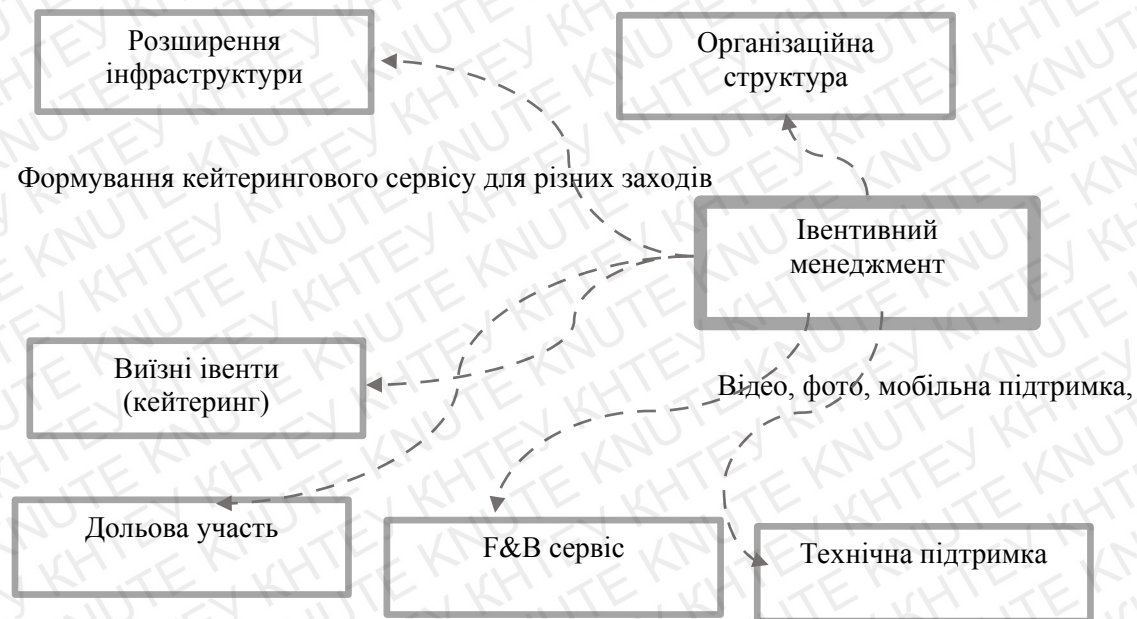 Розширення
інфраструктури
Організаційна
структура
Формування кейтерингового сервісу для різних заходів
Івентивний
менеджмент
Виїзні івенти
(кейтеринг)
Відео, фото, мобільна підтримка,
Дольова участь
F&B сервіс
Технічна підтримка